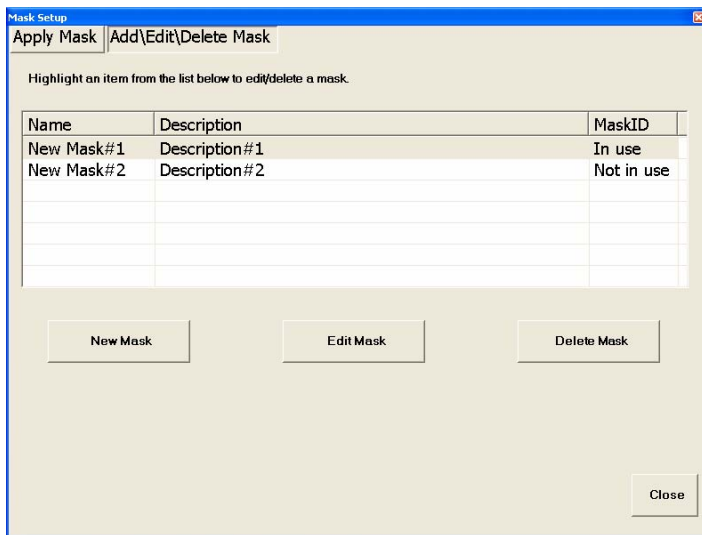 Mask Setup
Apply Mask Add\Edit\Delete Mask
Highlight an item from the list below to edit/delete a mask.
Name Description MaskID
New Mask#1 Description#1 In use
New Mask#2 Description#2 Not in use
New Mask Edit Mask Delete Mask
Close